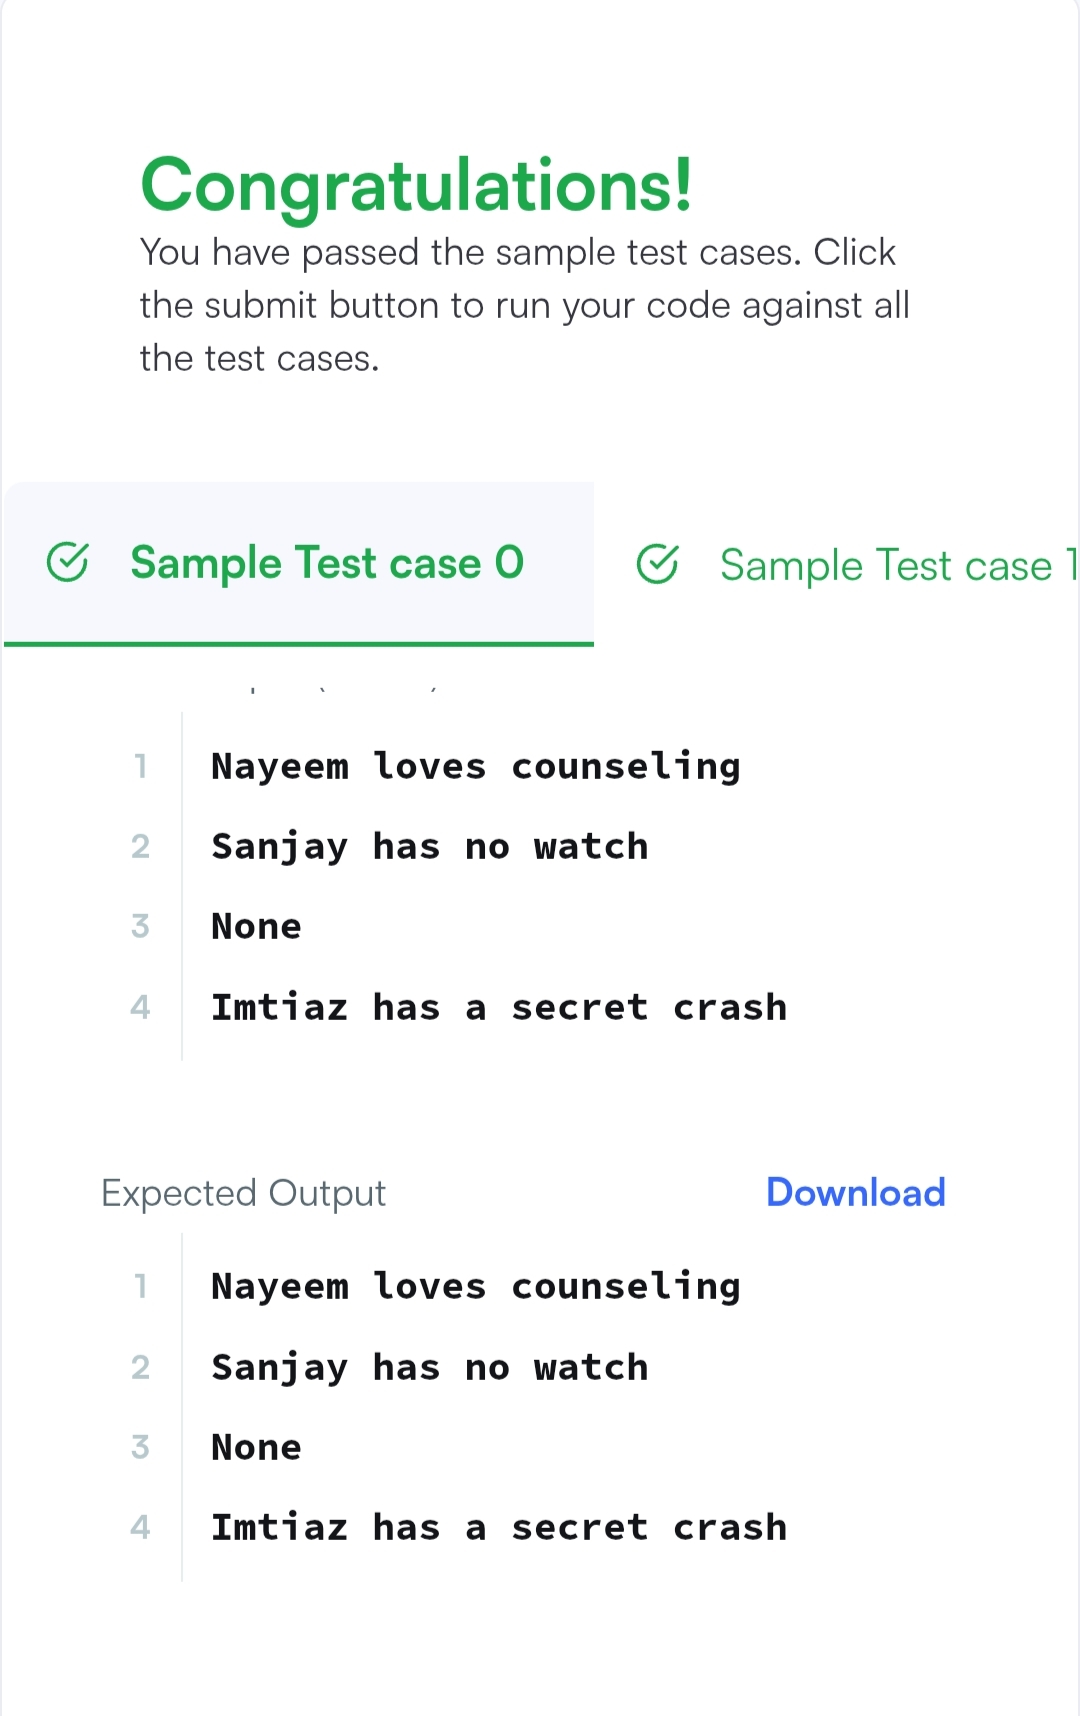 Congratulations!
You have passed the sample test cases. Click
the submit button to run your code against all
the test cases.
Sample Test case 0
Sample Test case 1
1 Nayeem loves counseling
2 Sanjay has no watch
3 None
4 Imtiaz has a secret crash
Expected Output
Download
1 Nayeem loves counseling
2 Sanjay has no watch
3 None
4 Imtiaz has a secret crash